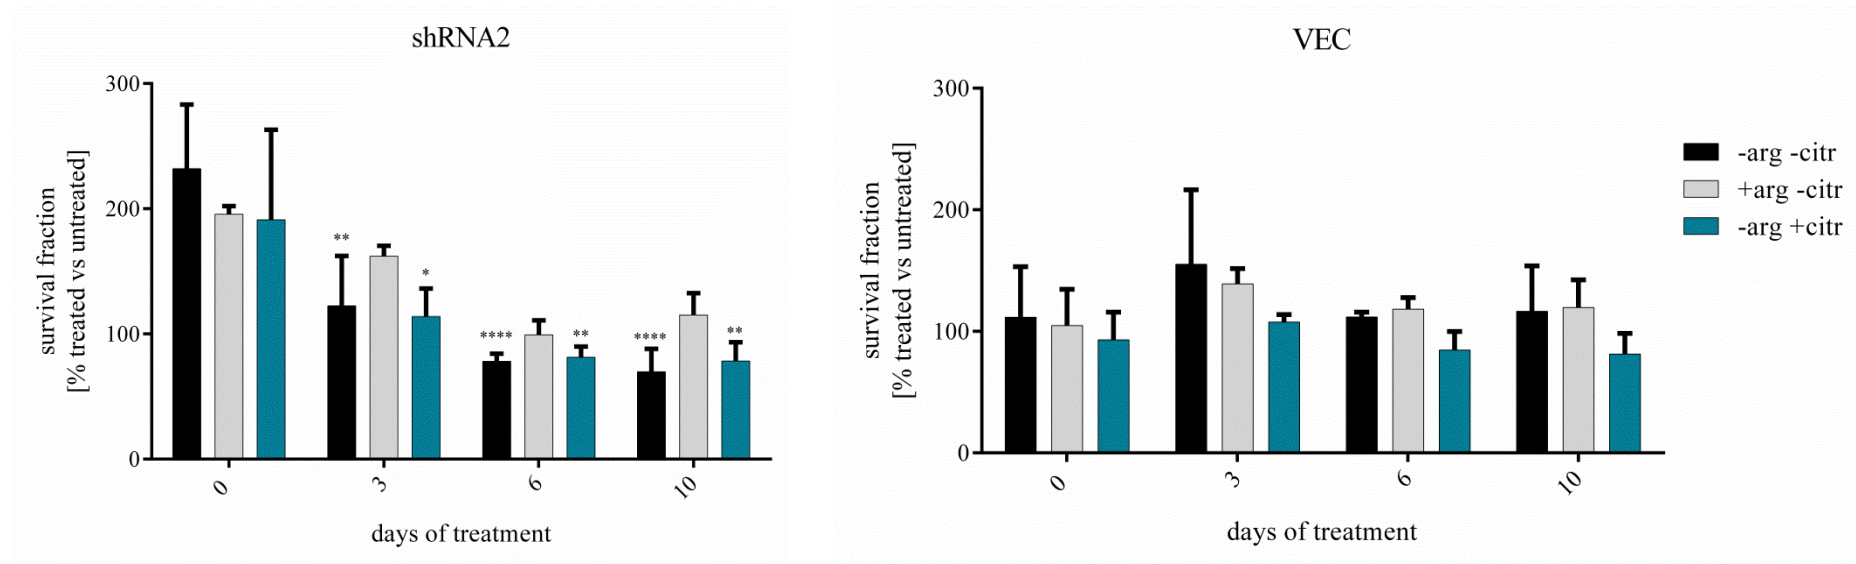 shRNA2
300
200
100
0
survival fraction
[% treated vs untreated]
**
*
****
**
****
**
0
3
6
10
days of treatment
VEC
300
200
100
0
survival fraction
[% treated vs untreated]
0
3
6
10
days of treatment
-arg -citr
+arg -citr
-arg +citr